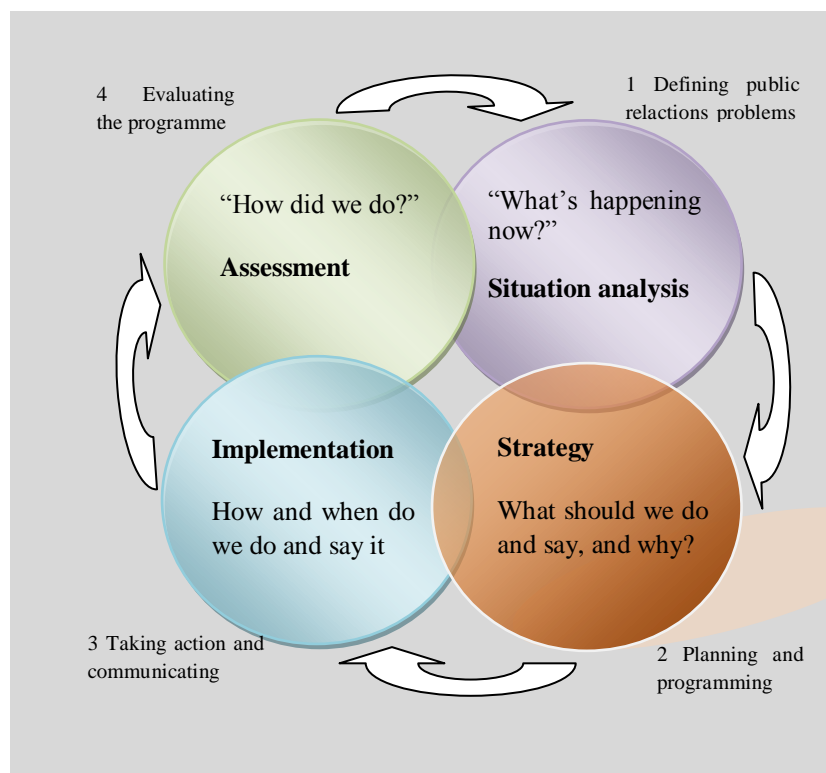 4 Evaluating
the programme
1 Defining public
relactions problems
“How did we do?”
Assessment
“What’s happening
now?”
Situation analysis
Implementation
How and when do
we do and say it
Strategy
What should we do
and say, and why?
3 Taking action and
communicating
2 Planning and
programming